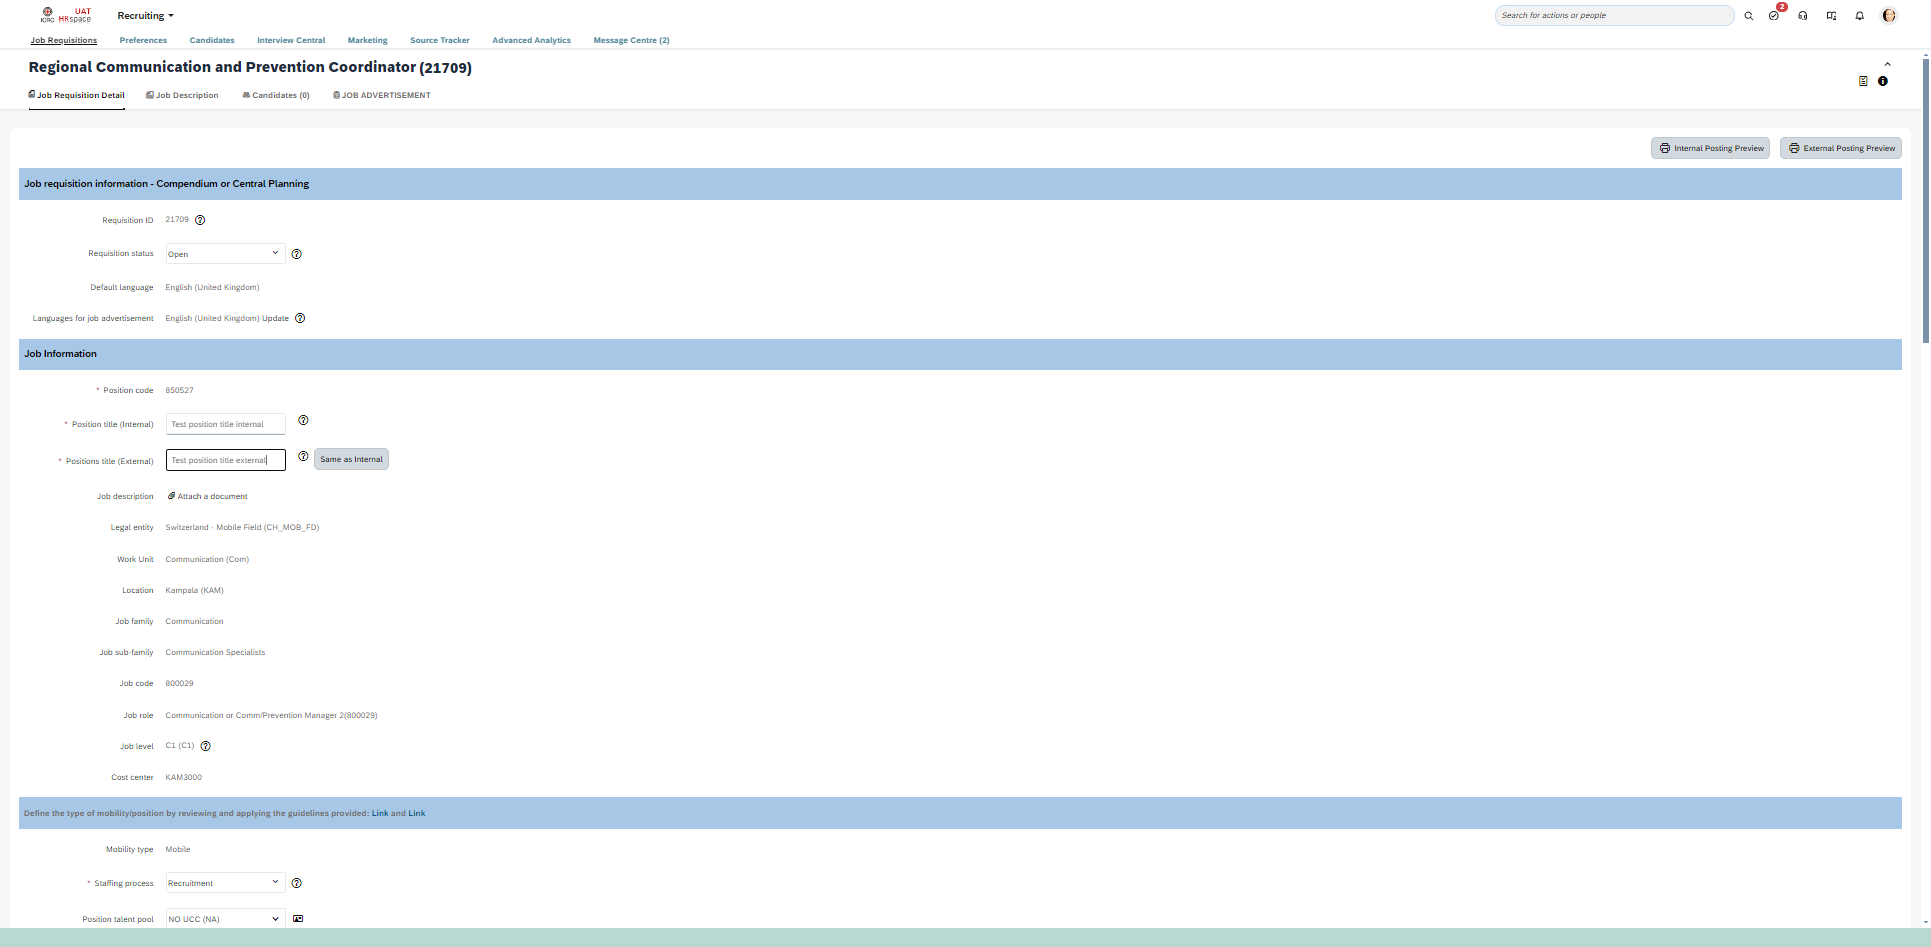 ICRC UAT HRspace Recruiting Search for actions or people 2
Job Requisitions Preferences Candidates Interview Central Marketing Source Tracker Advanced Analytics Message Centre (2)
Regional Communication and Prevention Coordinator (21709)
Job Requisition Detail Job Description Candidates (0) JOB ADVERTISEMENT
Internal Posting Preview External Posting Preview
Job requisition information - Compendium or Central Planning
Requisition ID 21709
Requisition status Open
Default language English (United Kingdom)
Languages for job advertisement English (United Kingdom) Update
Job Information
* Position code 850527
* Position title (Internal) Test position title internal
* Positions title (External) Test position title external Same as Internal
Job description Attach a document
Legal entity Switzerland - Mobile Field (CH_MOB_FD)
Work Unit Communication (Com)
Location Kampala (KAM)
Job family Communication
Job sub-family Communication Specialists
Job code 800029
Job role Communication or Comm/Prevention Manager 2(800029)
Job level C1 (C1)
Cost center KAM3000
Define the type of mobility/position by reviewing and applying the guidelines provided: Link and Link
Mobility type Mobile
* Staffing process Recruitment
Position talent pool NO UCC (NA)